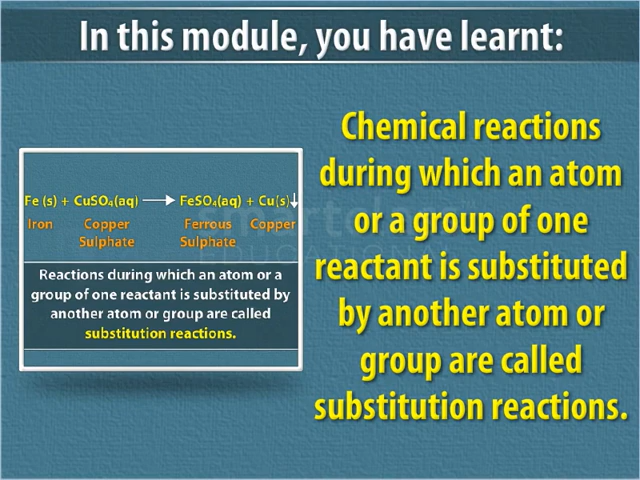 In this module, you have learnt:
Fe (s) + CuSO₄(aq) ⟶ FeSO₄(aq) + Cu(s)↓
Iron Copper Ferrous Copper
Sulphate Sulphate
Reactions during which an atom or a
group of one reactant is substituted by
another atom or group are called
substitution reactions.
Chemical reactions
during which an atom
or a group of one
reactant is substituted
by another atom or
group are called
substitution reactions.